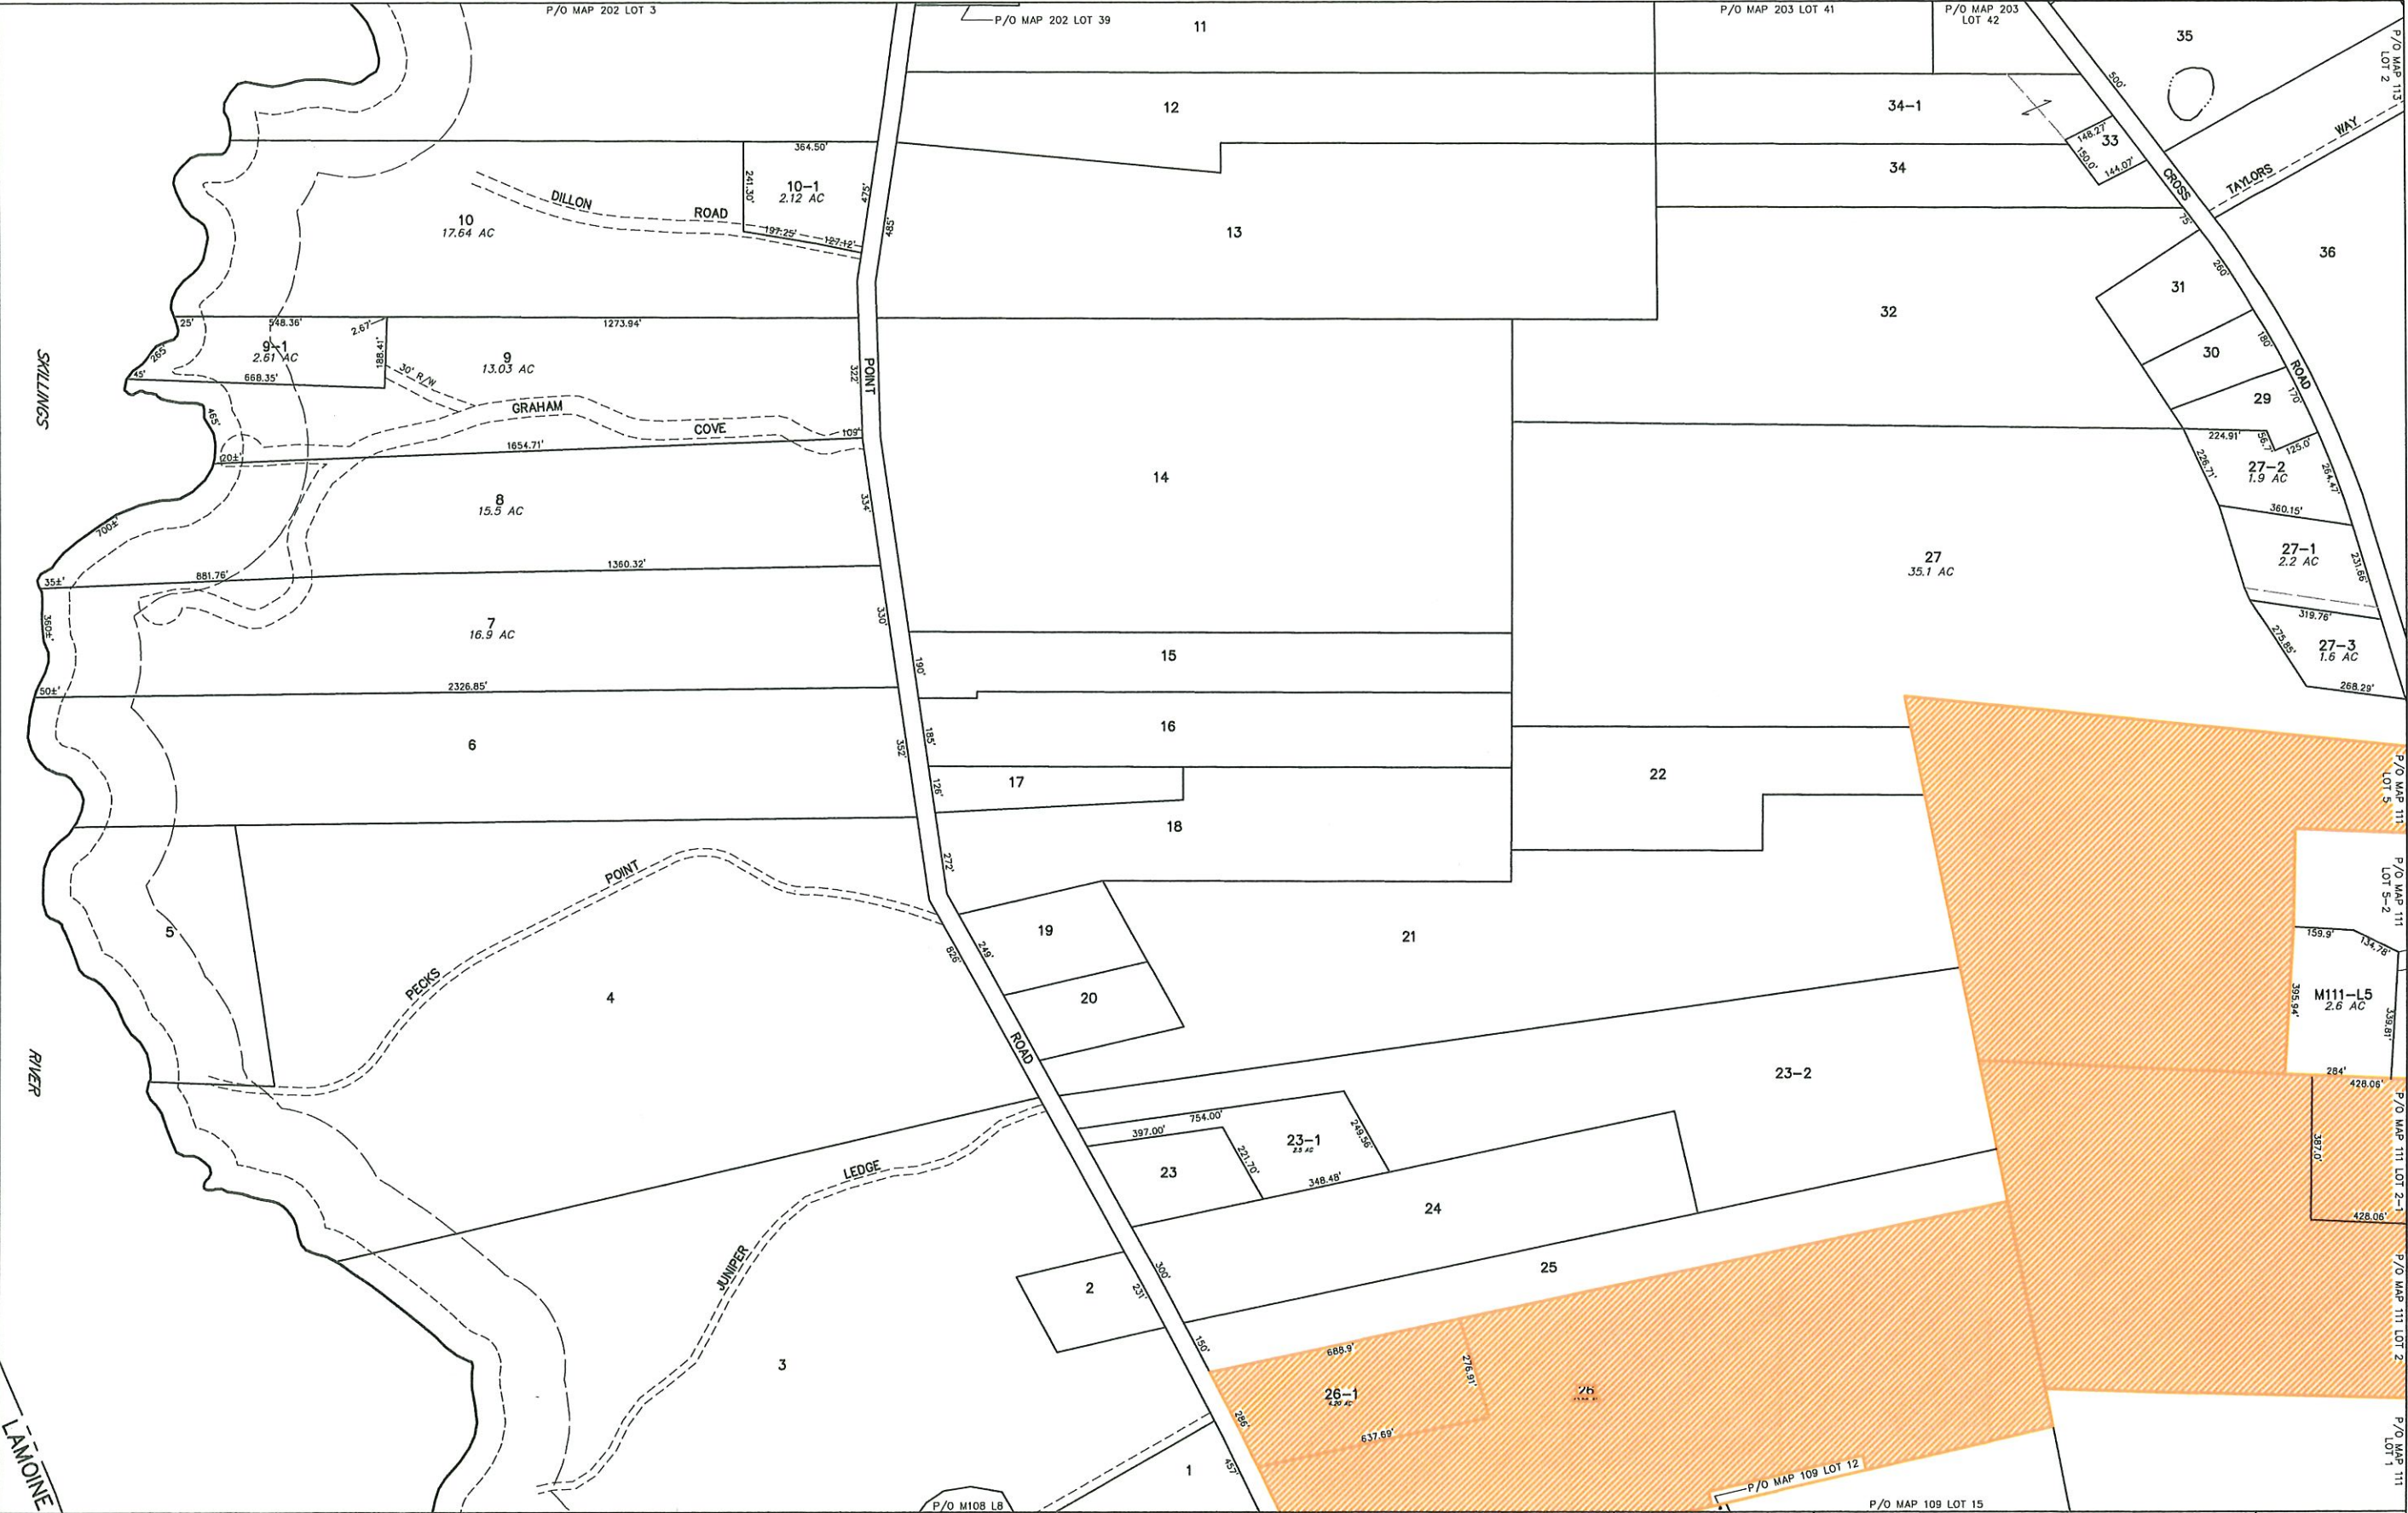 P/O MAP 202 LOT 3
P/O MAP 202 LOT 39
11
P/O MAP 203 LOT 41
P/O MAP 203
LOT 42
35
P/O MAP 113
LOT 2
500'
12
34-1
148.27'
33
150.0'
144.07'
WAY
TAYLORS
CROSS
364.50'
241.30'
10-1
2.12 AC
475'
485'
DILLON
ROAD
197.25'
127.12'
10
17.64 AC
13
34
75'
36
260'
31
32
30
180'
ROAD
29
170'
25'
548.36'
2.67'
1273.94'
265'
9-1
2.61 AC
188.41'
45'
668.35'
9
13.03 AC
30' R/W
POINT
322'
SKILLINGS
465'
GRAHAM
COVE
109'
20±'
1654.71'
14
224.91'
56.7'
125.0'
226.71'
27-2
1.9 AC
264.47'
360.15'
8
15.5 AC
334'
700±'
27
35.1 AC
27-1
2.2 AC
231.66'
35±'
881.76'
1360.32'
319.76'
360±'
7
16.9 AC
330'
275.85'
27-3
1.6 AC
268.29'
190'
15
50±'
2326.85'
6
352'
185'
16
22
P/O MAP 111
LOT 5
126'
17
18
272'
POINT
PECKS
5
4
826'
249'
19
20
21
P/O MAP 111
LOT 5-2
159.9'
134.78'
395.94'
M111-L5
2.6 AC
339.81'
284'
428.06'
RIVER
ROAD
23-2
754.00'
397.00'
23-1
2.5 AC
249.56'
221.70'
23
348.48'
P/O MAP 111 LOT 2-1
387.0'
428.06'
LEDGE
JUNIPER
24
25
300'
2
231'
P/O MAP 111 LOT 2
3
150'
688.9'
276.91'
26-1
4.20 AC
26
286'
637.69'
457'
1
P/O M108 L8
P/O MAP 109 LOT 12
P/O MAP 109 LOT 15
P/O MAP 111
LOT 1
LAMOINE